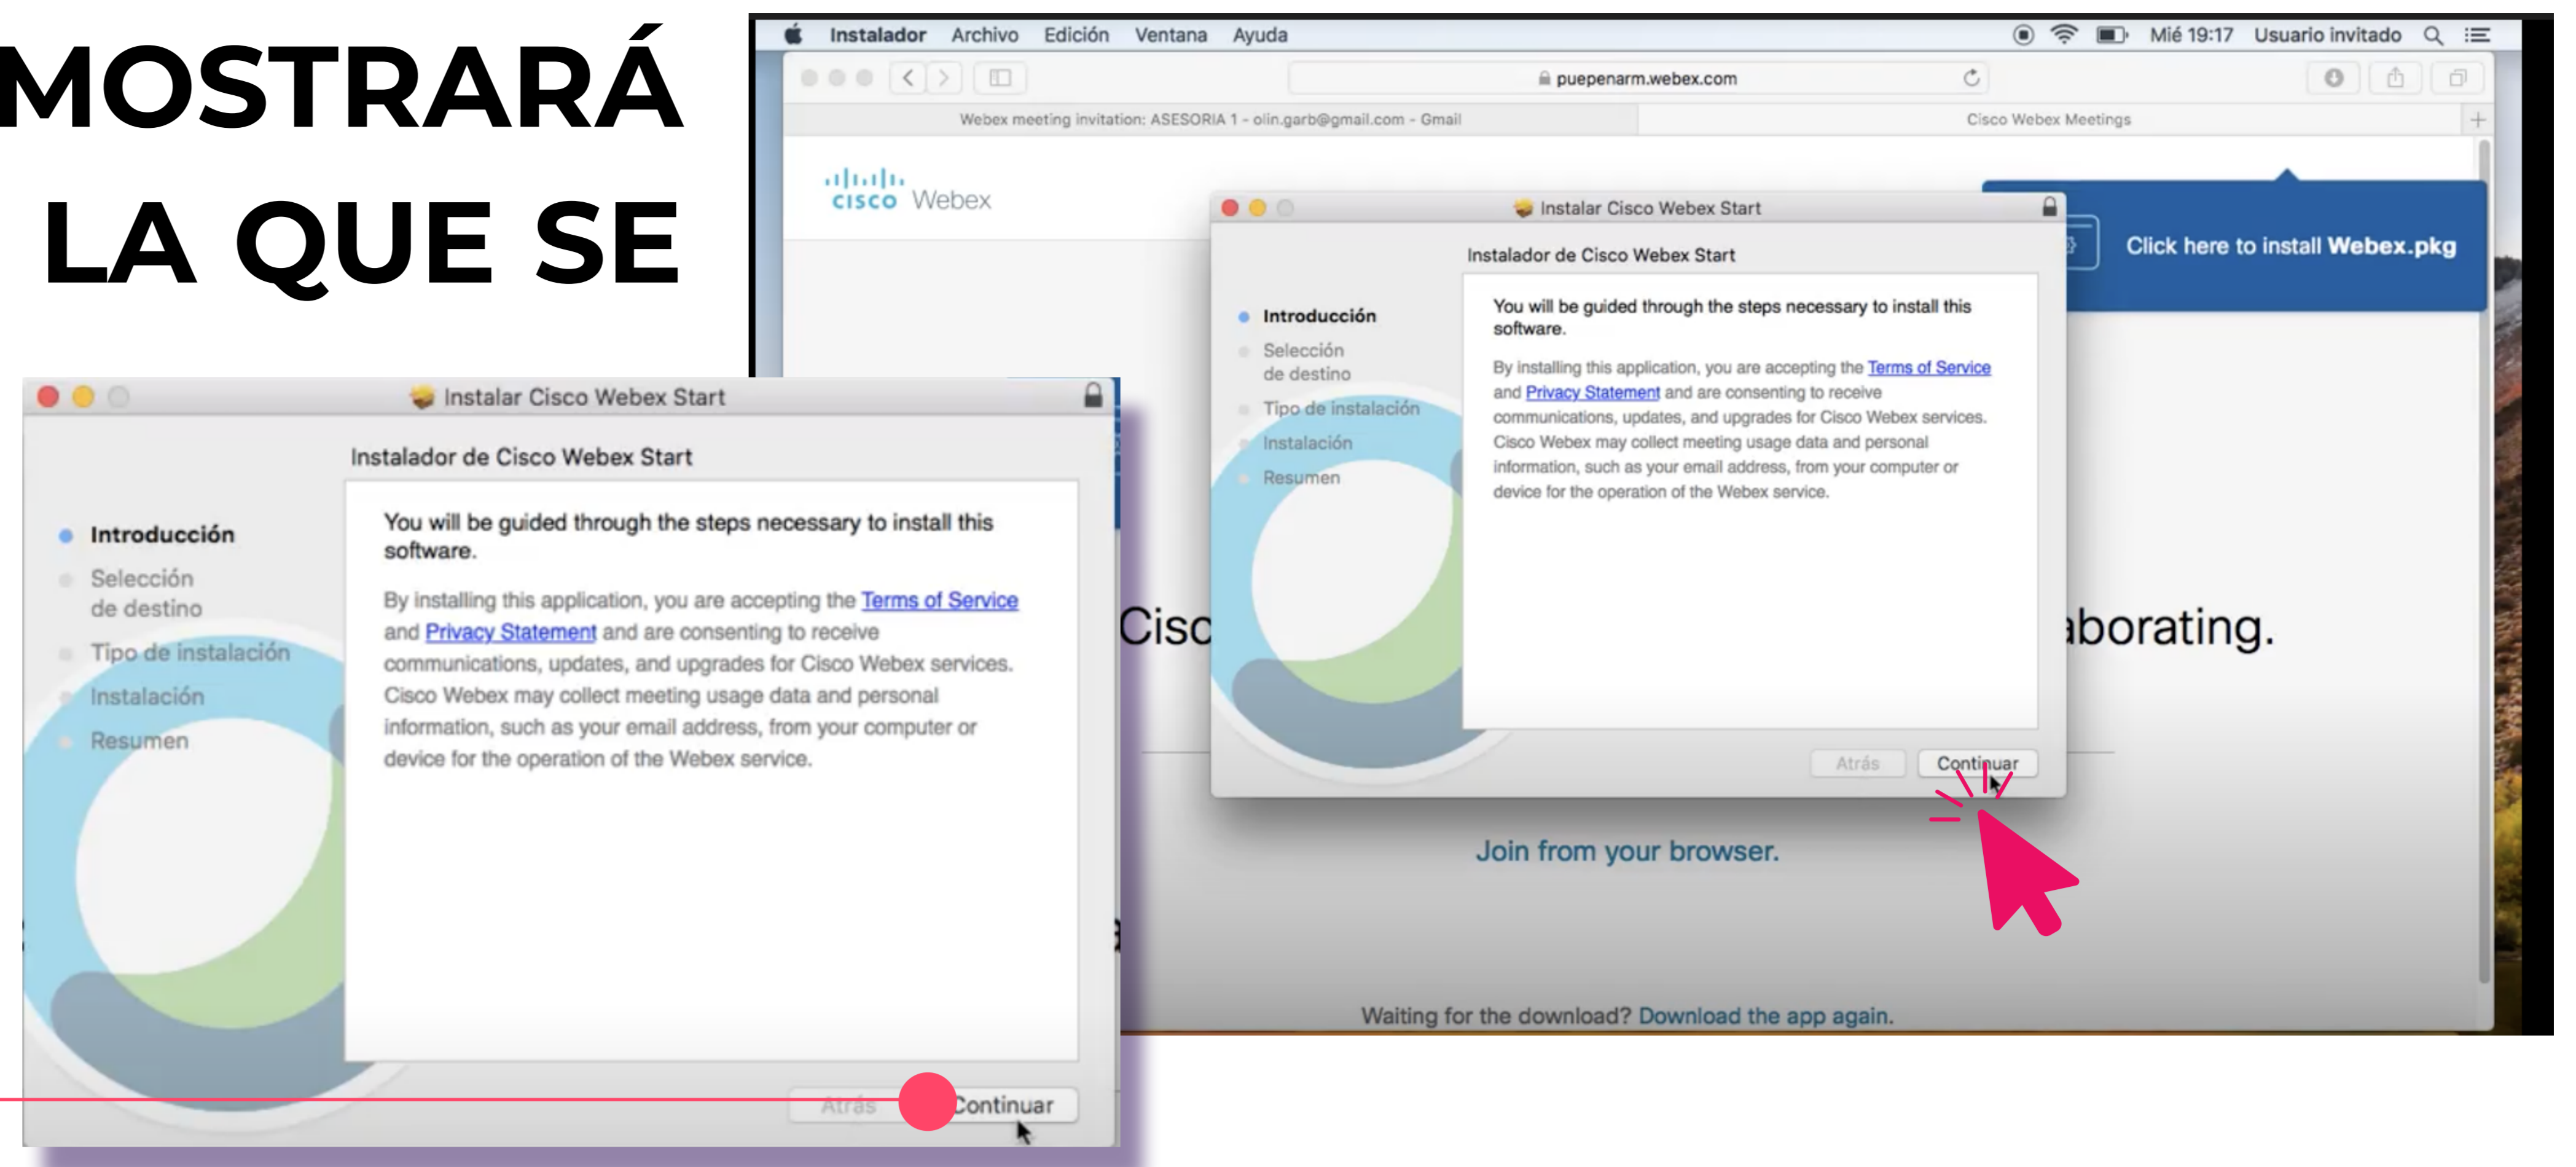 MOSTRARÁ
LA QUE SE
Instalador Archivo Edición Ventana Ayuda
Mié 19:17 Usuario invitado
puepenarm.webex.com
Webex meeting invitation: ASESORIA 1 - olin.garb@gmail.com - Gmail
Cisco Webex Meetings
CISCO Webex
Click here to install Webex.pkg
Instalar Cisco Webex Start
Instalador de Cisco Webex Start
Introducción
Selección
de destino
Tipo de instalación
Instalación
Resumen
You will be guided through the steps necessary to install this
software.
By installing this application, you are accepting the Terms of Service
and Privacy Statement and are consenting to receive
communications, updates, and upgrades for Cisco Webex services.
Cisco Webex may collect meeting usage data and personal
information, such as your email address, from your computer or
device for the operation of the Webex service.
Atrás Continuar
Cisc
aborating.
Join from your browser.
Waiting for the download? Download the app again.
Instalar Cisco Webex Start
Instalador de Cisco Webex Start
Introducción
Selección
de destino
Tipo de instalación
Instalación
Resumen
You will be guided through the steps necessary to install this
software.
By installing this application, you are accepting the Terms of Service
and Privacy Statement and are consenting to receive
communications, updates, and upgrades for Cisco Webex services.
Cisco Webex may collect meeting usage data and personal
information, such as your email address, from your computer or
device for the operation of the Webex service.
Atrás Continuar